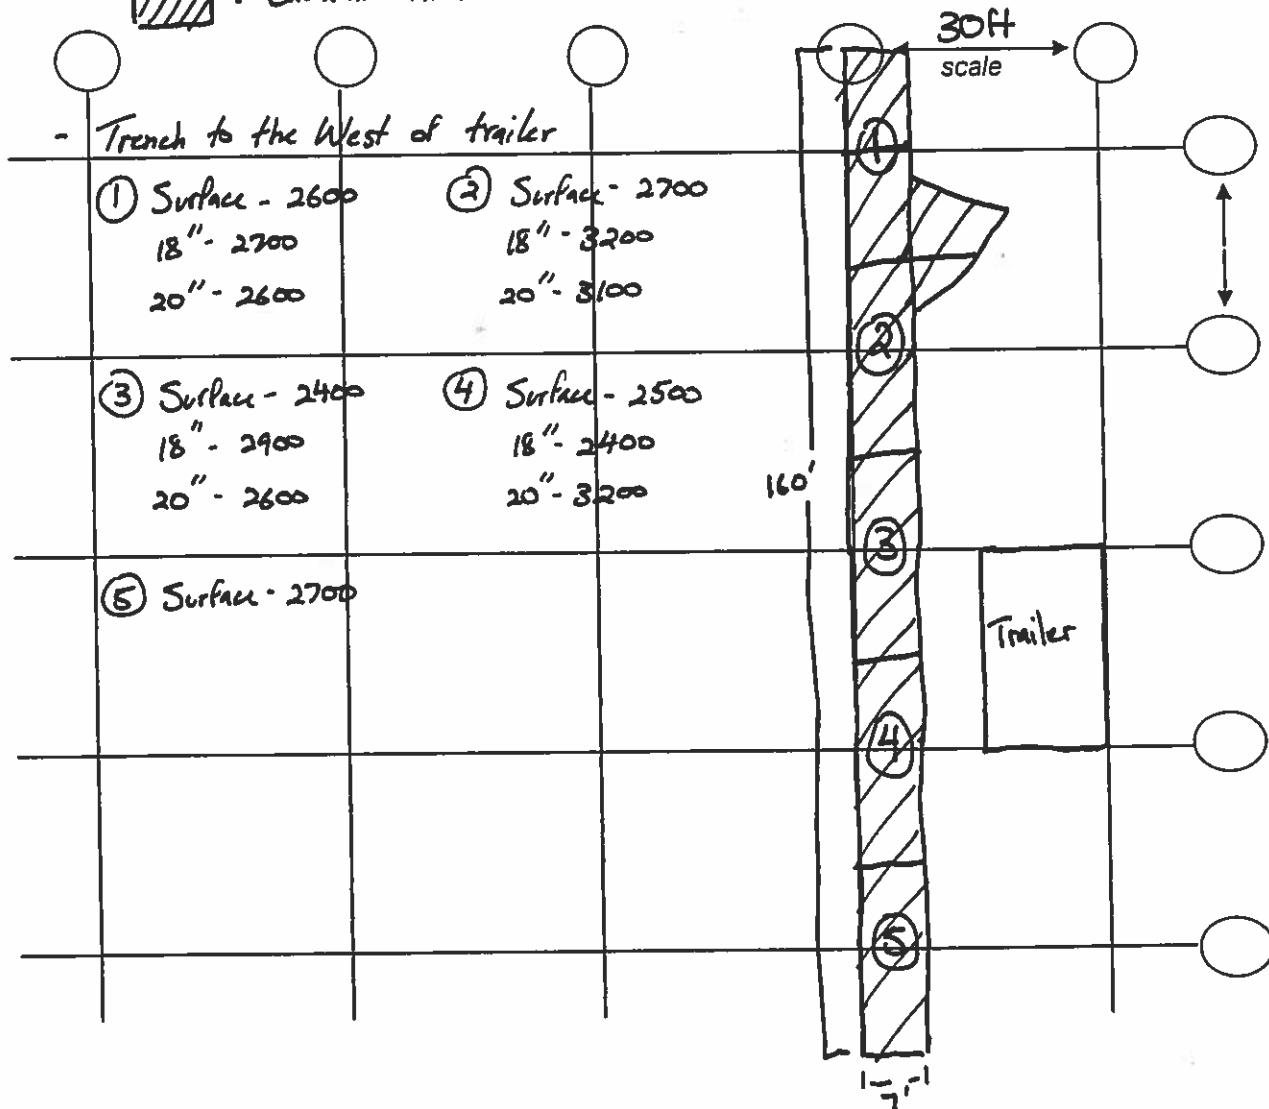 30ft
scale
- Trench to the West of trailer
① Surface - 2600
18" - 2700
20" - 2600
② Surface - 2700
18" - 3200
20" - 3100
③ Surface - 2400
18" - 2900
20" - 2600
④ Surface - 2500
18" - 2400
20" - 3200
⑤ Surface - 2700
160'
①
②
③
④
⑤
Trailer
7'